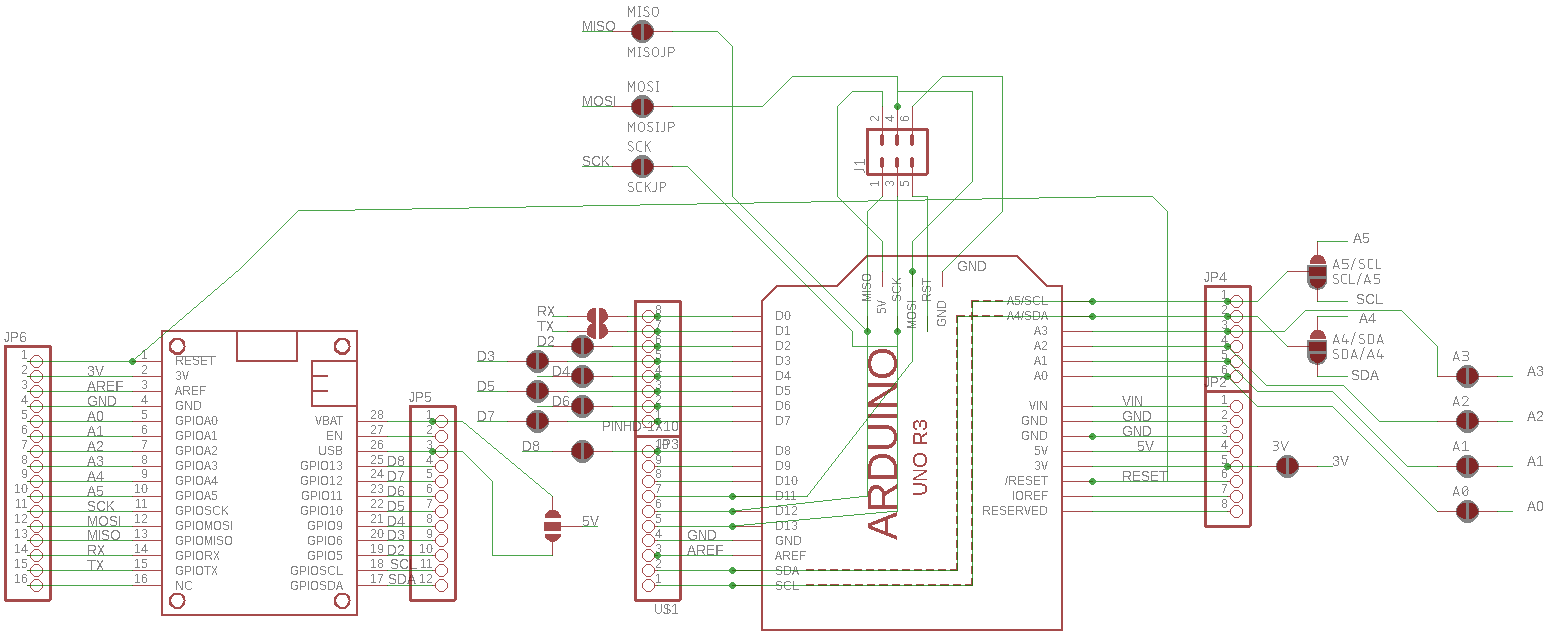 MISO
MISO
MISOJP
MOSI
MOSI
MOSIJP
SCK
SCK
SCKJP
2 4 6
J1
1 3 5
GND
MISO
5V
SCK
MOSI
RST
GND
ARDUINO
UNO R3
A5
A5/SCL
SCL/A5
SCL
A4
A4/SDA
SDA/A4
SDA
A3
A3
A2
A2
A1
A1
A0
A0
3V
3V
JP4
1
2
3
4
5
6
JP2
1
2
3
4
5
6
7
8
A5/SCL
A4/SDA
A3
A2
A1
A0
VIN VIN
GND GND
GND GND
5V 5V
3V
/RESET RESET
IOREF
RESERVED
RX
TX
D2
D3
D4
D5
D6
D7
D8
PINHD-1X10
JP3
9
7
6
5
4 GND
3 AREF
2
1
U$1
D0
D1
D2
D3
D4
D5
D6
D7
D8
D9
D10
D11
D12
D13
GND
AREF
SDA
SCL
5V
JP6
1 1 RESET
2 3V 2 3V
3 AREF 3 AREF
4 GND 4 GND
5 A0 5 GPIOA0
6 A1 6 GPIOA1
7 A2 7 GPIOA2
8 A3 8 GPIOA3
9 A4 9 GPIOA4
10 A5 10 GPIOA5
11 SCK 11 GPIOSCK
12 MOSI 12 GPIOMOSI
13 MISO 13 GPIOMISO
14 RX 14 GPIORX
15 TX 15 GPIOTX
16 16 NC
JP5
VBAT 28 1
EN 27 2
USB 26 3
GPIO13 25 D8 4
GPIO12 24 D7 5
GPIO11 23 D6 6
GPIO10 22 D5 7
GPIO9 21 D4 8
GPIO6 20 D3 9
GPIO5 19 D2 10
GPIOSCL 18 SCL 11
GPIOSDA 17 SDA 12